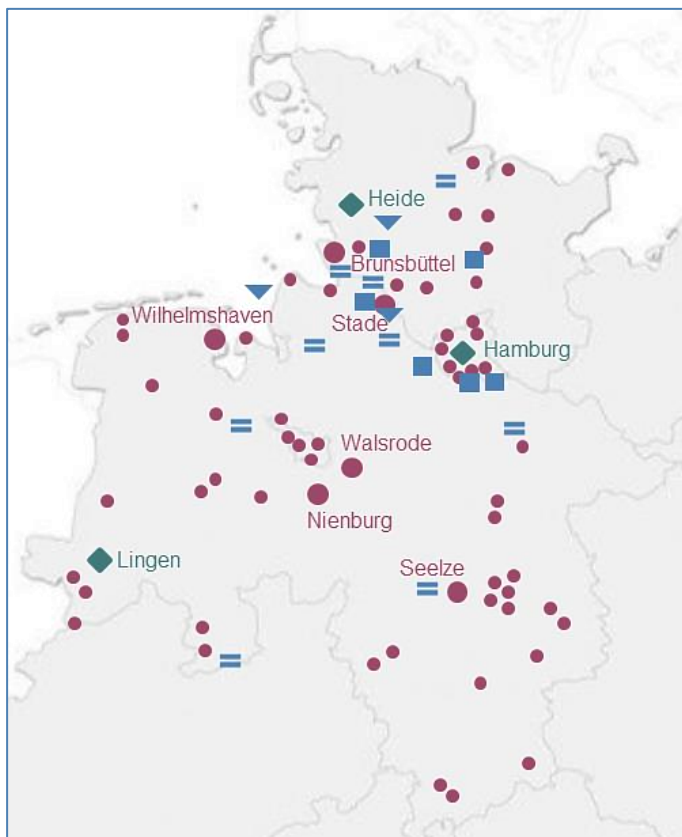 Heide
Brunsbüttel
Wilhelmshaven
Stade
Hamburg
Walsrode
Nienburg
Lingen
Seelze